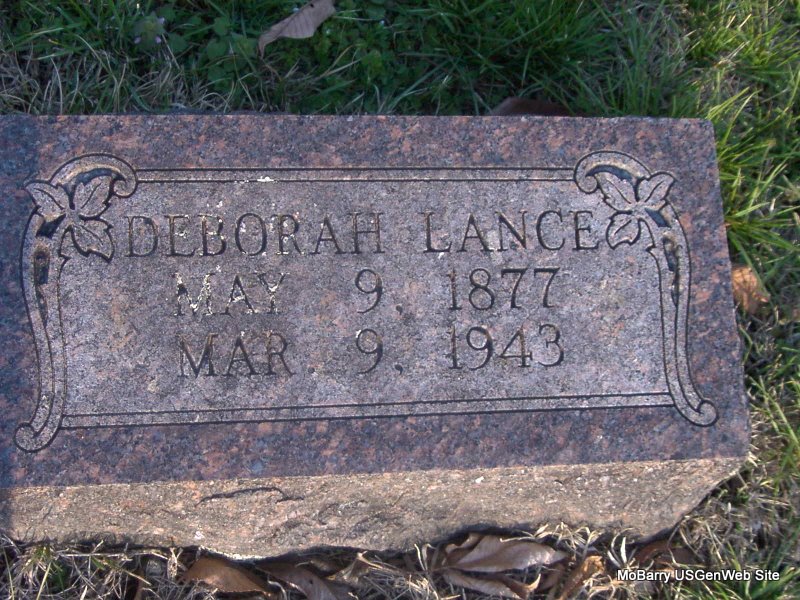 DEBORAH LANCE
MAY 9, 1877
MAR. 9, 1943
MoBarry USGenWeb Site